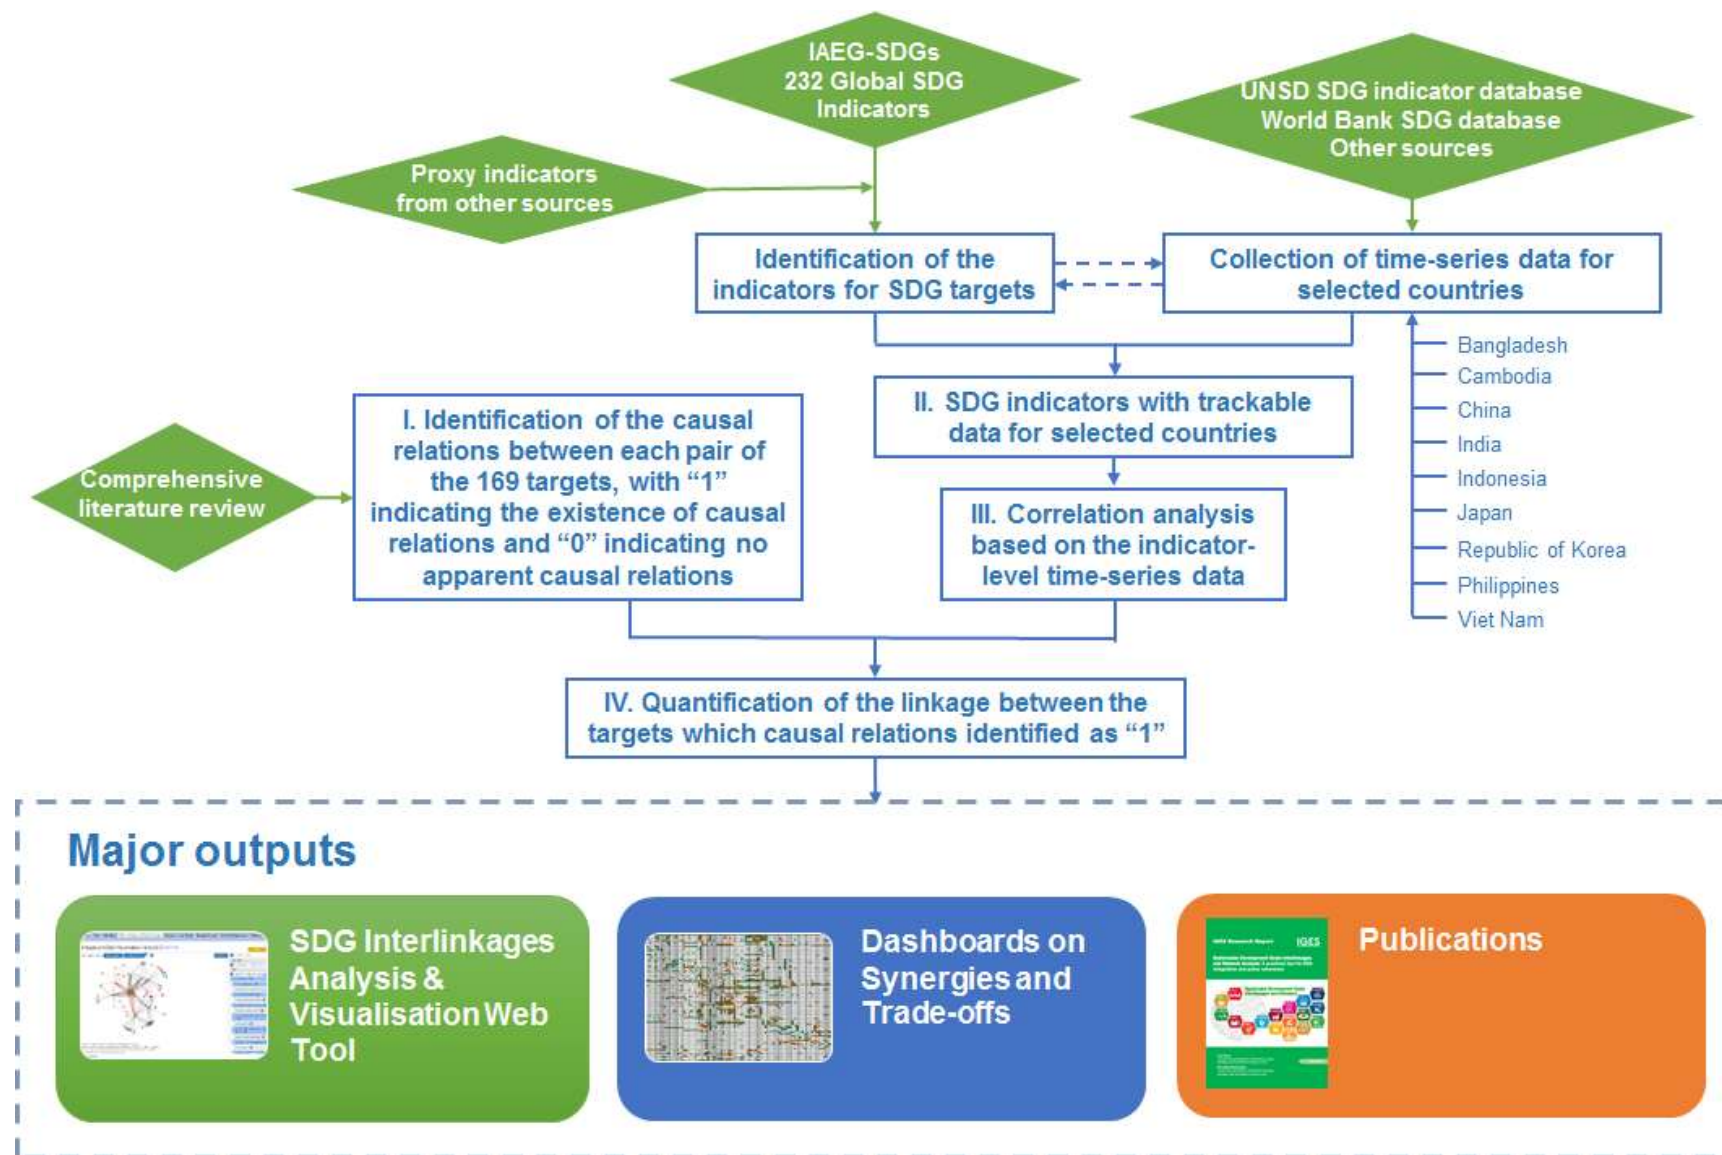 IAEG-SDGs
232 Global SDG
Indicators
UNSD SDG indicator database
World Bank SDG database
Other sources
Proxy indicators
from other sources
Identification of the
indicators for SDG targets
Collection of time-series data for
selected countries
Bangladesh
Cambodia
China
India
Indonesia
Japan
Republic of Korea
Philippines
Viet Nam
II. SDG indicators with trackable
data for selected countries
I. Identification of the causal
relations between each pair of
the 169 targets, with “1”
indicating the existence of causal
relations and “0” indicating no
apparent causal relations
Comprehensive
literature review
III. Correlation analysis
based on the indicator-
level time-series data
IV. Quantification of the linkage between the
targets which causal relations identified as “1”
Major outputs
SDG Interlinkages
Analysis &
Visualisation Web
Tool
Dashboards on
Synergies and
Trade-offs
IGES
Publications